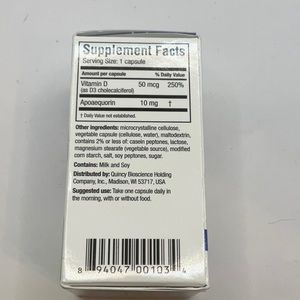 Supplement Facts
Serving Size: 1 capsule
Amount per capsule % Daily Value
Vitamin D 50 mcg 250%
(as D3 cholecalciferol)
Apoaequorin 10 mg †
† Daily Value not established.
Other ingredients: microcrystalline cellulose,
vegetable capsule (cellulose, water), maltodextrin,
contains 2% or less of: casein peptones, lactose,
magnesium stearate (vegetable source), modified
corn starch, salt, soy peptones, sugar.
Contains: Milk and Soy
Distributed by: Quincy Bioscience Holding
Company, Inc., Madison, WI 53717, USA
Suggested use: Take one capsule daily in
the morning, with or without food.
8 94047 00103 4